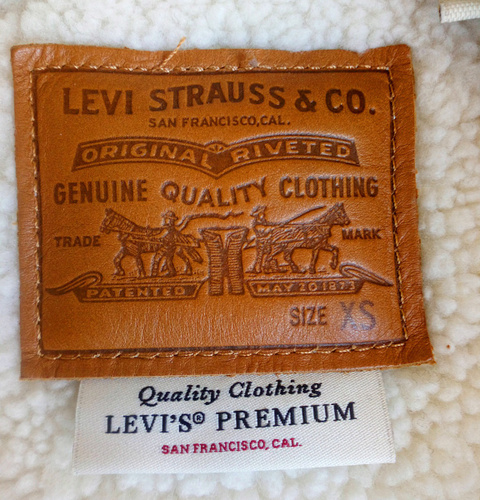 LEVI STRAUSS & CO.
SAN FRANCISCO, CAL.
ORIGINAL RIVETED
GENUINE QUALITY CLOTHING
TRADE MARK
PATENTED MAY 20 1873
SIZE XS
Quality Clothing
LEVI'S® PREMIUM
SAN FRANCISCO, CAL.